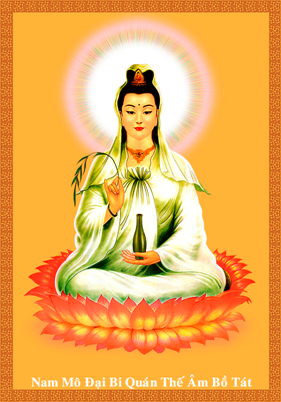 Nam Mô Đại Bi Quán Thế Âm Bồ Tát